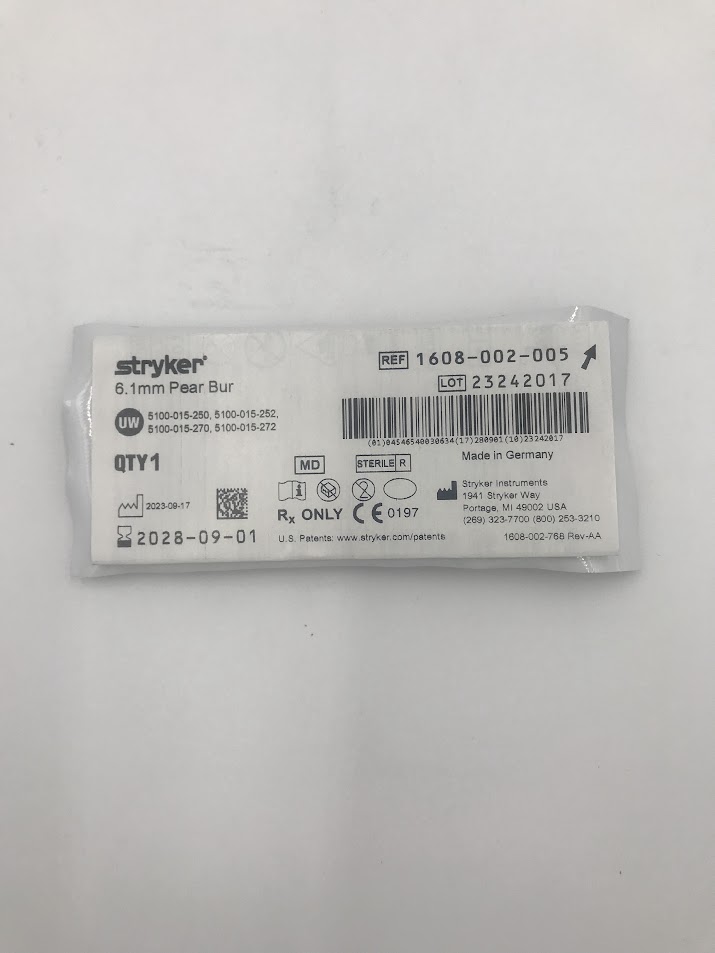 stryker®
6.1mm Pear Bur
UW 5100-015-250, 5100-015-252,
5100-015-270, 5100-015-272
QTY 1
2023-09-17
2028-09-01
REF 1608-002-005
LOT 23242017
(01)04546540030634(17)280901(10)23242017
MD
STERILE R
Made in Germany
Rx ONLY CE 0197
U.S. Patents: www.stryker.com/patents
Stryker Instruments
1941 Stryker Way
Portage, MI 49002 USA
(269) 323-7700 (800) 253-3210
1608-002-768 Rev-AA